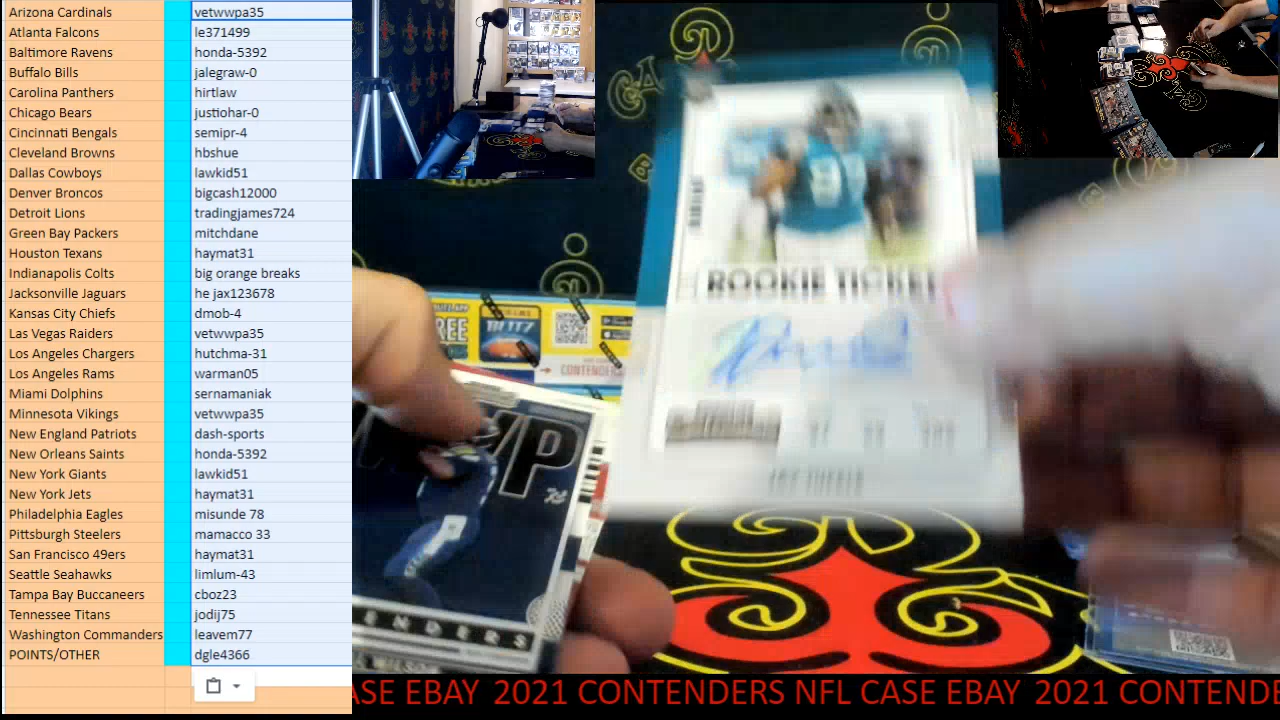 Arizona Cardinals vetwwpa35
Atlanta Falcons le371499
Baltimore Ravens honda-5392
Buffalo Bills jalegraw-0
Carolina Panthers hirtlaw
Chicago Bears justiohar-0
Cincinnati Bengals semipr-4
Cleveland Browns hbshue
Dallas Cowboys lawkid51
Denver Broncos bigcash12000
Detroit Lions tradingjames724
Green Bay Packers mitchdane
Houston Texans haymat31
Indianapolis Colts big orange breaks
Jacksonville Jaguars he jax123678
Kansas City Chiefs dmob-4
Las Vegas Raiders vetwwpa35
Los Angeles Chargers hutchma-31
Los Angeles Rams warman05
Miami Dolphins sernamaniak
Minnesota Vikings vetwwpa35
New England Patriots dash-sports
New Orleans Saints honda-5392
New York Giants lawkid51
New York Jets haymat31
Philadelphia Eagles misunde 78
Pittsburgh Steelers mamacco 33
San Francisco 49ers haymat31
Seattle Seahawks limlum-43
Tampa Bay Buccaneers cboz23
Tennessee Titans jodij75
Washington Commanders leavem77
POINTS/OTHER dgle4366
ROOKIE TICKET
BLITZ
CONTENDERS
ASE EBAY 2021 CONTENDERS NFL CASE EBAY 2021 CONTENDE